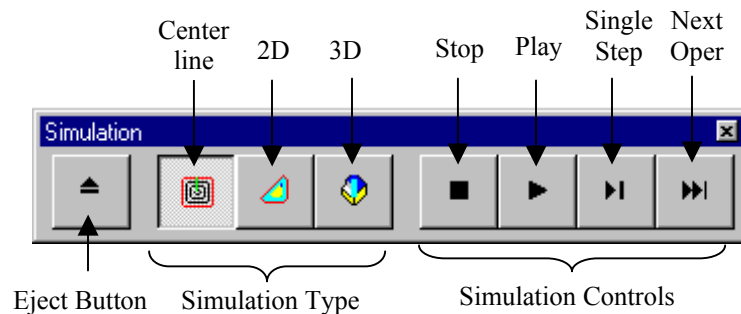 Center
line
2D
3D
Stop
Play
Single
Step
Next
Oper
Simulation
Eject Button
Simulation Type
Simulation Controls